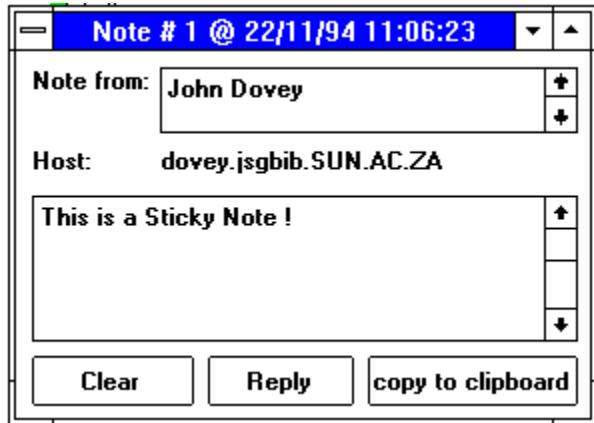 Note # 1 @ 22/11/94 11:06:23
Note from: John Dovey
Host: dovey.jsgbib.SUN.AC.ZA
This is a Sticky Note !
Clear Reply copy to clipboard